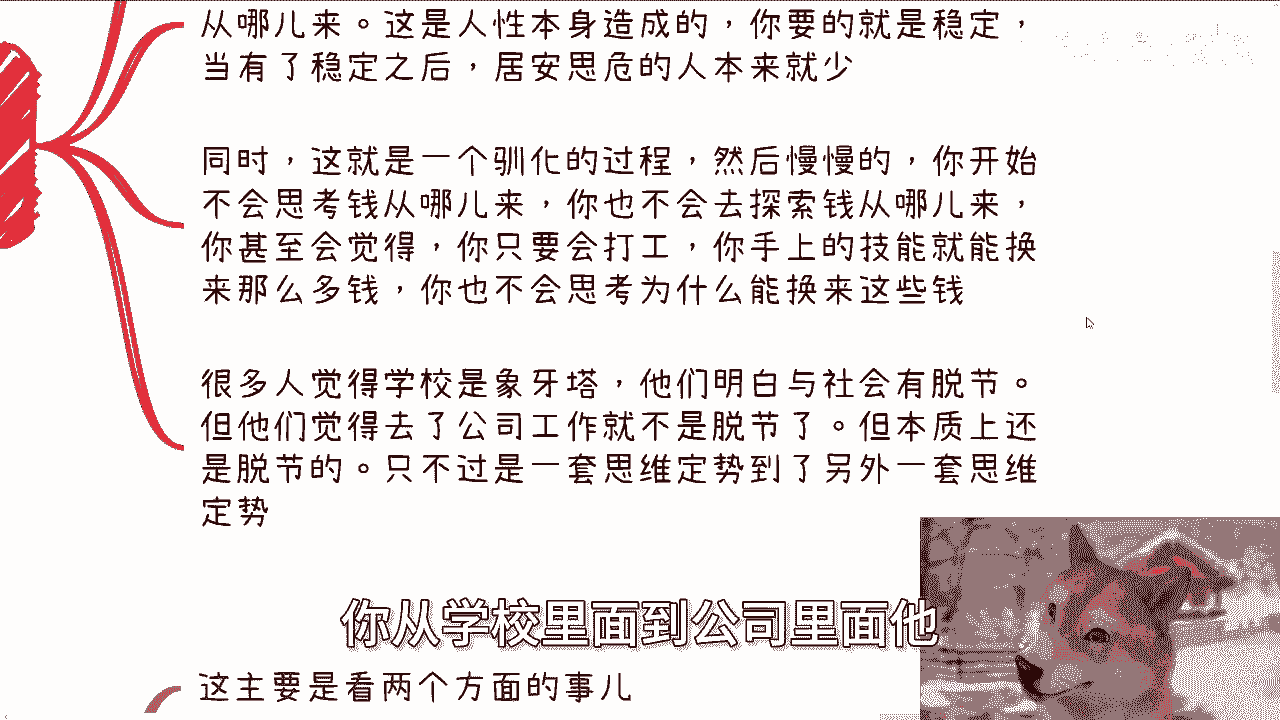 从哪儿来。这是人性本身造成的，你要的就是稳定，
当有了稳定之后，居安思危的人本来就少
同时，这就是一个驯化的过程，然后慢慢的，你开始
不会思考钱从哪儿来，你也不会去探索钱从哪儿来，
你甚至会觉得，你只要会打工，你手上的技能就能换
来那么多钱，你也不会思考为什么能换来这些钱
很多人觉得学校是象牙塔，他们明白与社会有脱节。
但他们觉得去了公司工作就不是脱节了。但本质上还
是脱节的。只不过是一套思维定势到了另外一套思维
定势
你从学校里面到公司里面他
这主要是看两个方面的事儿